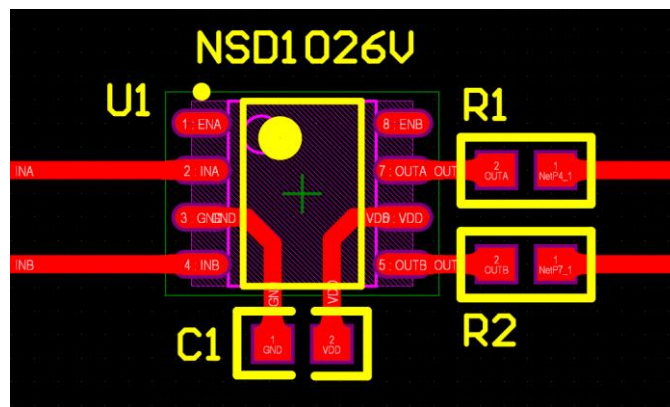 NSD1026V
U1
R1
1 : ENA
8 : ENB
INA
2 : INA
7 : OUTA
OUT
2
OUTA
1
NetP4_1
3 : GND
GND
VDD
6 : VDD
INB
4 : INB
5 : OUTB
OUT
2
OUTB
1
NetP7_1
GND
VDD
C1
1
GND
2
VDD
R2